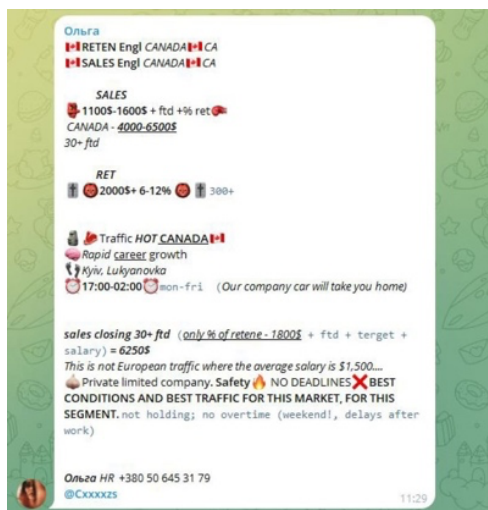 Ольга
RETEN Engl CANADA CA
SALES Engl CANADA CA
SALES
1100$-1600$ + ftd +% ret
CANADA - 4000-6500$
30+ ftd
RET
2000$+ 6-12% 300+
Traffic HOT CANADA
Rapid career growth
Kyiv, Lukyanovka
17:00-02:00 mon-fri (Our company car will take you home)
sales closing 30+ ftd (only % of retene - 1800$ + ftd + terget +
salary) = 6250$
This is not European traffic where the average salary is $1,500....
Private limited company. Safety NO DEADLINES BEST
CONDITIONS AND BEST TRAFFIC FOR THIS MARKET, FOR THIS
SEGMENT. not holding; no overtime (weekend!, delays after
work)
Ольга HR +380 50 645 31 79
@Cxxxxzs
11:29